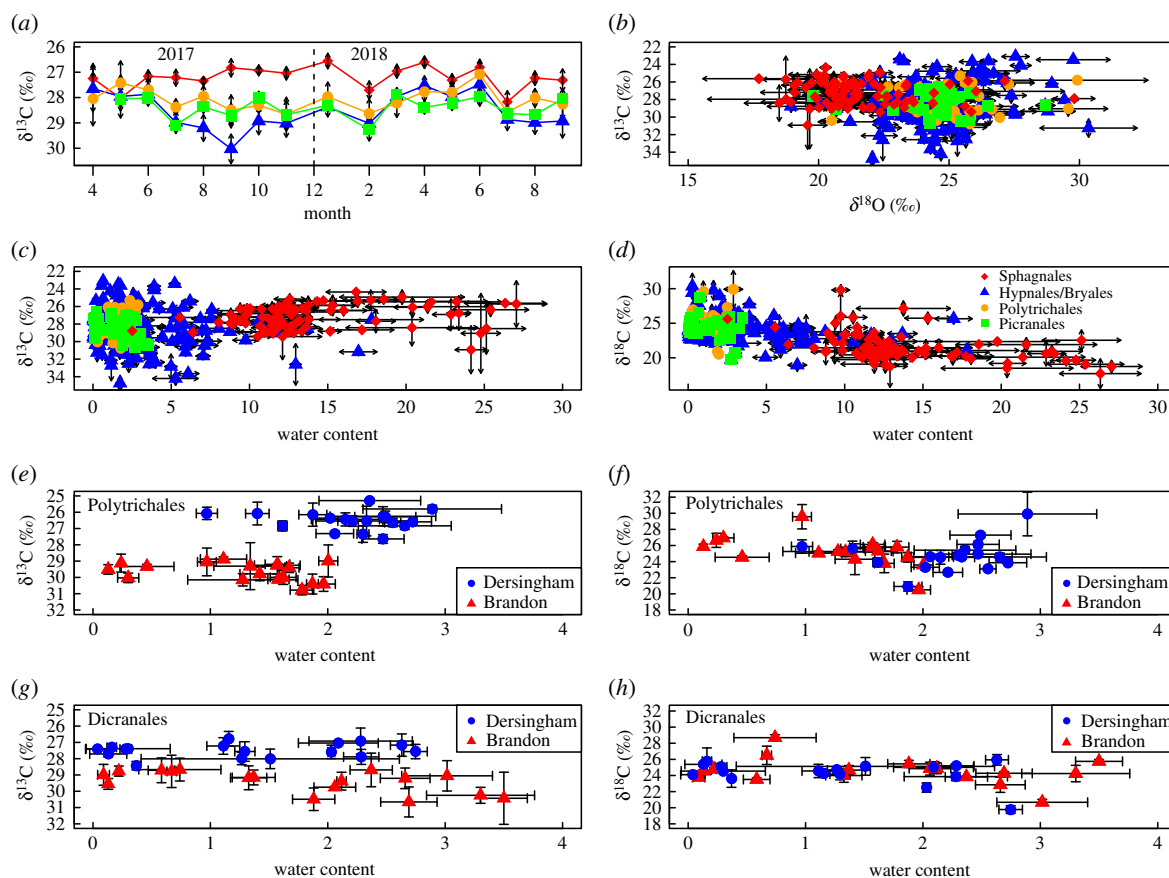 (a)
2017 2018
26
27
28
29
30
δ13C (‰)
4 6 8 10 12 2 4 6 8
month
(b)
22
24
26
30
34
δ13C (‰)
15 20 25 30
δ18O (‰)
(c)
22
24
26
28
30
32
34
δ13C (‰)
0 5 10 15 20 25 30
water content
(d)
Sphagnales
Hypnales/Bryales
Polytrichales
Picranales
30
25
20
δ18C (‰)
0 5 10 15 20 25 30
water content
(e)
Polytrichales
25
26
27
28
29
30
31
32
δ13C (‰)
Dersingham
Brandon
0 1 2 3 4
water content
(f)
Polytrichales
32
30
28
26
24
22
20
18
δ18C (‰)
Dersingham
Brandon
0 1 2 3 4
water content
(g)
Dicranales
25
26
27
28
29
30
31
32
δ13C (‰)
Dersingham
Brandon
0 1 2 3 4
water content
(h)
Dicranales
32
30
28
26
24
22
20
18
δ18C (‰)
Dersingham
Brandon
0 1 2 3 4
water content